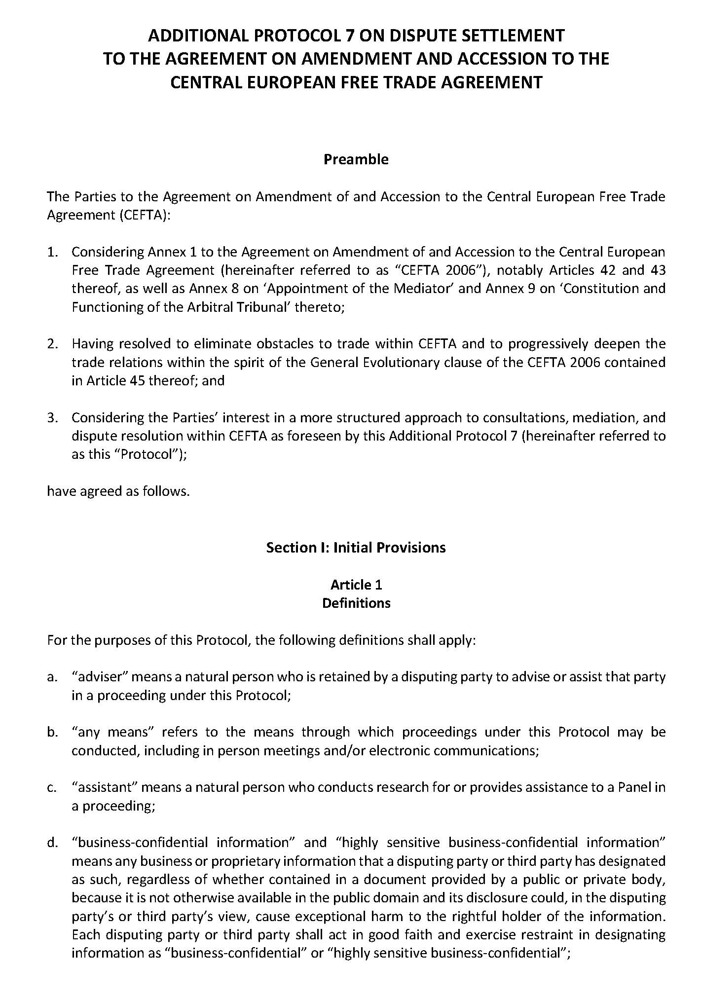 ADDITIONAL PROTOCOL 7 ON DISPUTE SETTLEMENT
TO THE AGREEMENT ON AMENDMENT AND ACCESSION TO THE
CENTRAL EUROPEAN FREE TRADE AGREEMENT
Preamble
The Parties to the Agreement on Amendment of and Accession to the Central European Free Trade
Agreement (CEFTA):
1. Considering Annex 1 to the Agreement on Amendment of and Accession to the Central European
Free Trade Agreement (hereinafter referred to as “CEFTA 2006”), notably Articles 42 and 43
thereof, as well as Annex 8 on ‘Appointment of the Mediator’ and Annex 9 on ‘Constitution and
Functioning of the Arbitral Tribunal’ thereto;
2. Having resolved to eliminate obstacles to trade within CEFTA and to progressively deepen the
trade relations within the spirit of the General Evolutionary clause of the CEFTA 2006 contained
in Article 45 thereof; and
3. Considering the Parties’ interest in a more structured approach to consultations, mediation, and
dispute resolution within CEFTA as foreseen by this Additional Protocol 7 (hereinafter referred to
as this “Protocol”);
have agreed as follows.
Section I: Initial Provisions
Article 1
Definitions
For the purposes of this Protocol, the following definitions shall apply:
a. “adviser” means a natural person who is retained by a disputing party to advise or assist that party
in a proceeding under this Protocol;
b. “any means” refers to the means through which proceedings under this Protocol may be
conducted, including in person meetings and/or electronic communications;
c. “assistant” means a natural person who conducts research for or provides assistance to a Panel in
a proceeding;
d. “business-confidential information” and “highly sensitive business-confidential information”
means any business or proprietary information that a disputing party or third party has designated
as such, regardless of whether contained in a document provided by a public or private body,
because it is not otherwise available in the public domain and its disclosure could, in the disputing
party’s or third party’s view, cause exceptional harm to the rightful holder of the information.
Each disputing party or third party shall act in good faith and exercise restraint in designating
information as “business-confidential” or “highly sensitive business-confidential”;